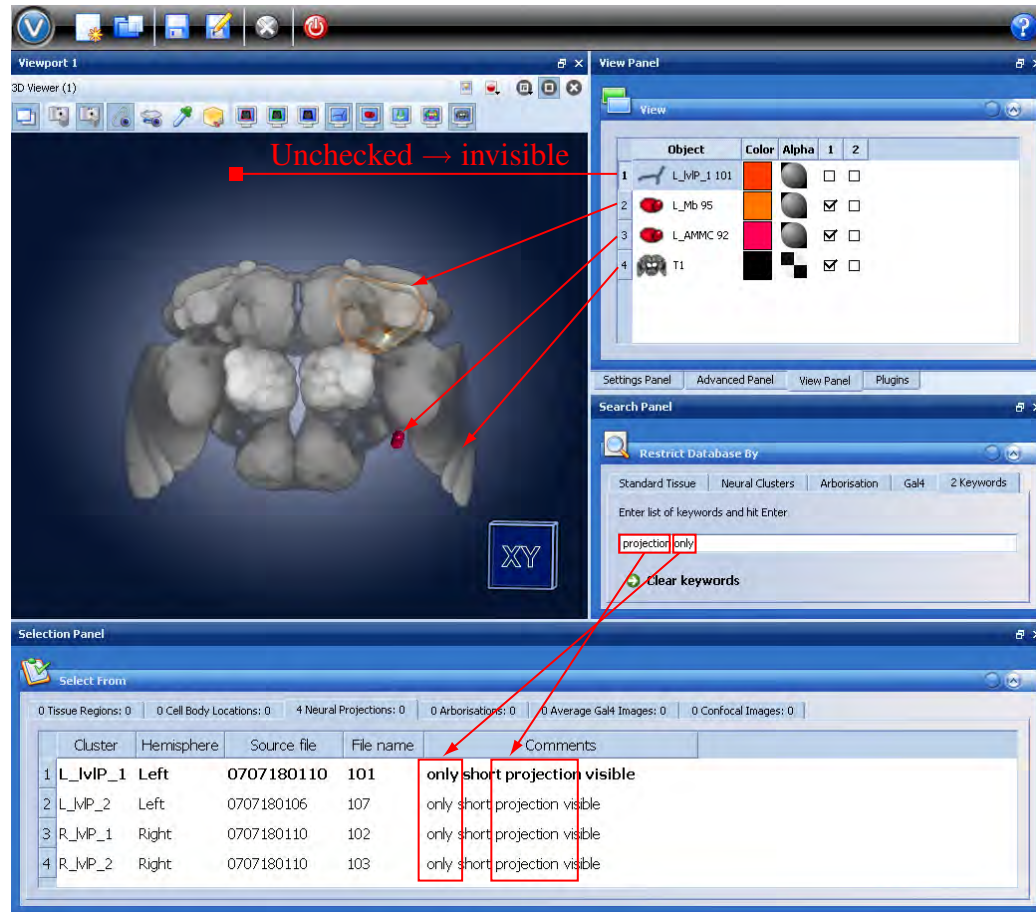 V
?
Viewport 1
View Panel
3D Viewer (1)
View
Unchecked → invisible
Object Color Alpha 1 2
1 L_lvlP_1 101
2 L_Mb 95
3 L_AMMC 92
4 T1
Settings Panel Advanced Panel View Panel Plugins
Search Panel
Restrict Database By
Standard Tissue Neural Clusters Arborisation Gal4 2 Keywords
Enter list of keywords and hit Enter
projection only
Clear keywords
XY
Selection Panel
Select From
0 Tissue Regions: 0 0 Cell Body Locations: 0 4 Neural Projections: 0 0 Arborisations: 0 0 Average Gal4 Images: 0 0 Confocal Images: 0
Cluster Hemisphere Source file File name Comments
1 L_lvlP_1 Left 0707180110 101 only short projection visible
2 L_lvlP_2 Left 0707180106 107 only short projection visible
3 R_lvlP_1 Right 0707180110 102 only short projection visible
4 R_lvlP_2 Right 0707180110 103 only short projection visible